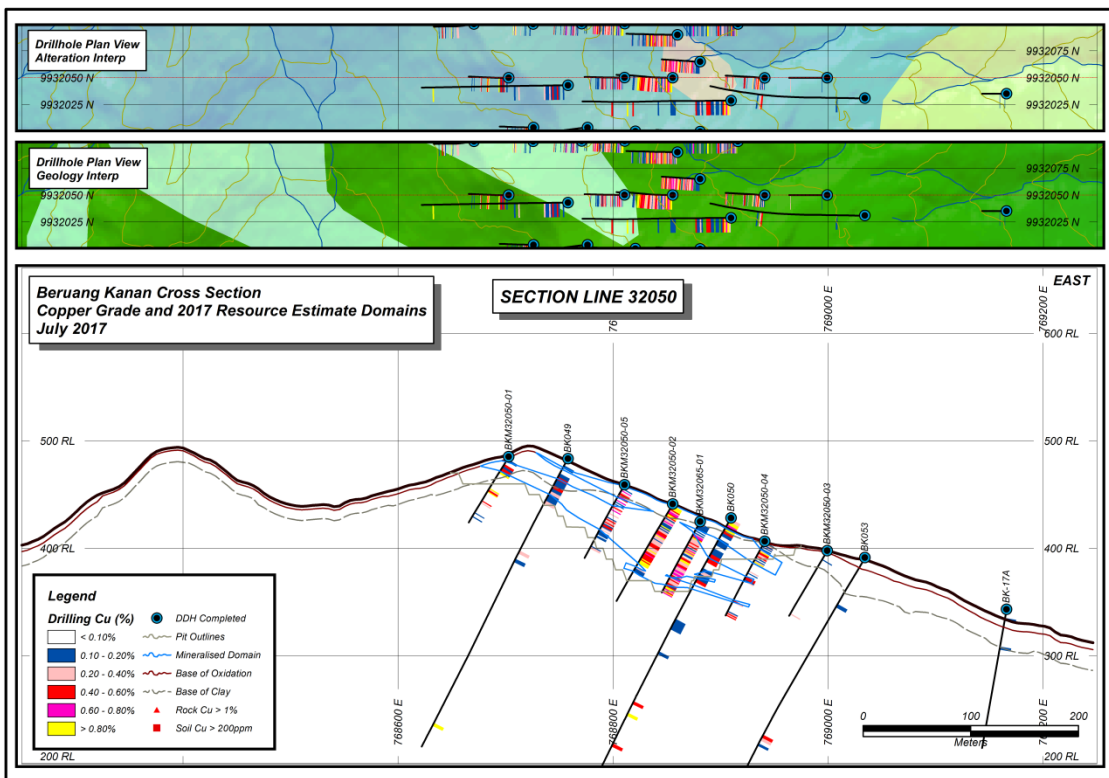 Drillhole Plan View
Alteration Interp
9932075 N
9932075 N
9932050 N
9932050 N
9932025 N
9932025 N
Drillhole Plan View
Geology Interp
9932075 N
9932075 N
9932050 N
9932050 N
9932025 N
9932025 N
Beruang Kanan Cross Section
Copper Grade and 2017 Resource Estimate Domains
July 2017
SECTION LINE 32050
EAST
769000 E
769200 E
600 RL
600 RL
500 RL
500 RL
400 RL
400 RL
300 RL
200 RL
200 RL
BKM32050-01
BK049
BKM32050-05
BKM32050-02
BKM32065-01
BK050
BKM32050-04
BKM32050-03
BK053
BK-17A
768600 E
768800 E
769000 E
769200 E
Legend
Drilling Cu (%)
DDH Completed
< 0.10%
Pit Outlines
0.10 - 0.20%
Mineralised Domain
0.20 - 0.40%
Base of Oxidation
0.40 - 0.60%
Base of Clay
0.60 - 0.80%
Rock Cu > 1%
> 0.80%
Soil Cu > 200ppm
0
100
200
Meters